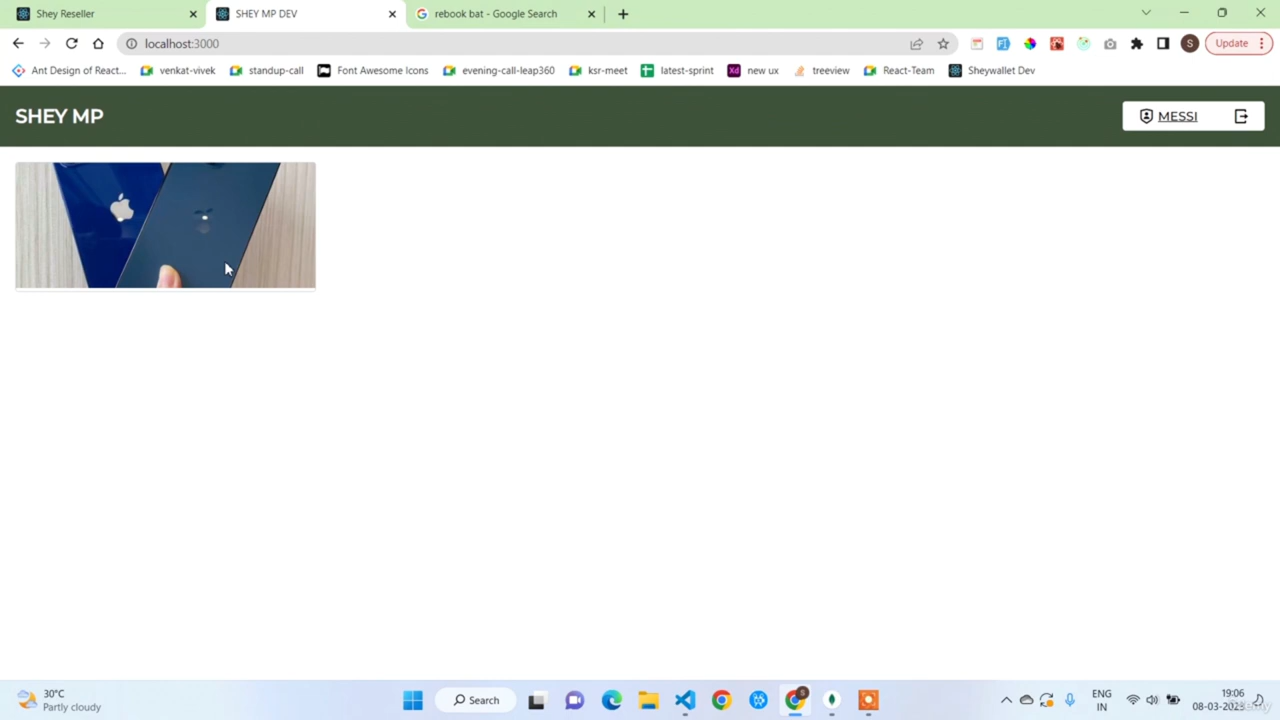 Shey Reseller
SHEY MP DEV
rebook bat - Google Search
localhost:3000
Update
Ant Design of React...
venkat-vivek
standup-call
Font Awesome Icons
evening-call-leap360
ksr-meet
latest-sprint
Xd
new ux
treeview
React-Team
Sheywallet Dev
SHEY MP
MESSI
30°C
Partly cloudy
Search
ENG
IN
19:06
08-03-2023